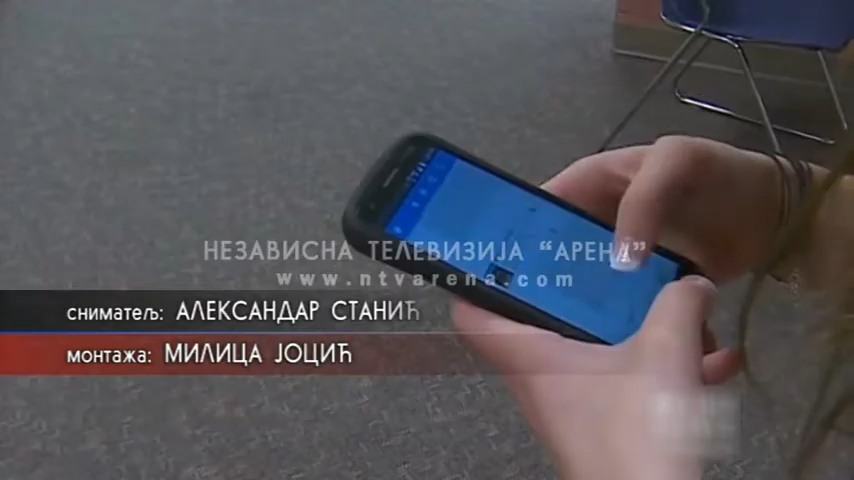 НЕЗАВИСНА ТЕЛЕВИЗИЈА “АРЕНА”
www.ntvarena.com
сниматељ: АЛЕКСАНДАР СТАНИЋ
монтажа: МИЛИЦА ЈОЦИЋ